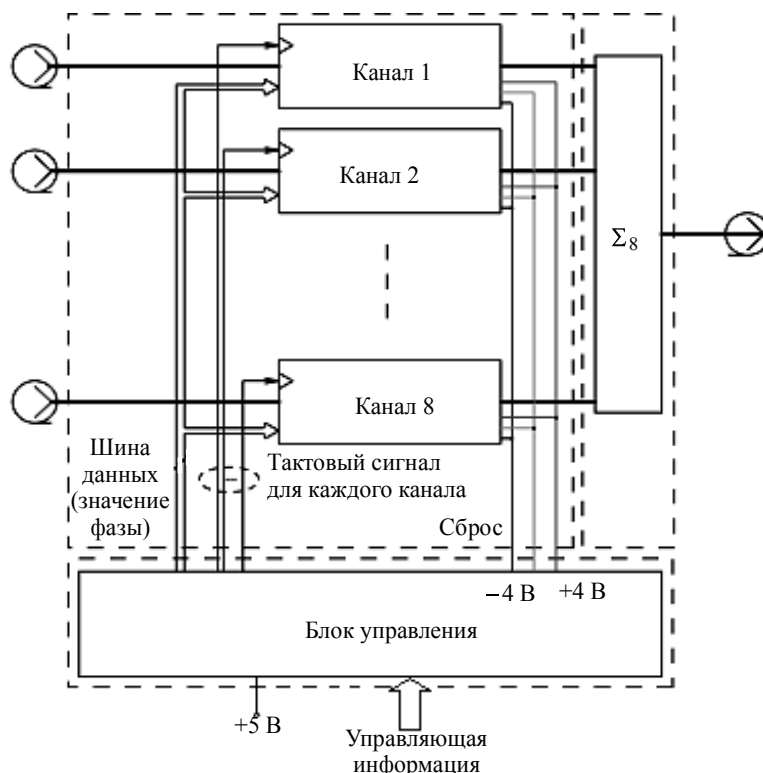 Канал 1
Канал 2
Σ₈
Канал 8
Шина
данных
(значение
фазы)
Тактовый сигнал
для каждого канала
Сброс
−4 В
+4 В
Блок управления
+5 В
Управляющая
информация